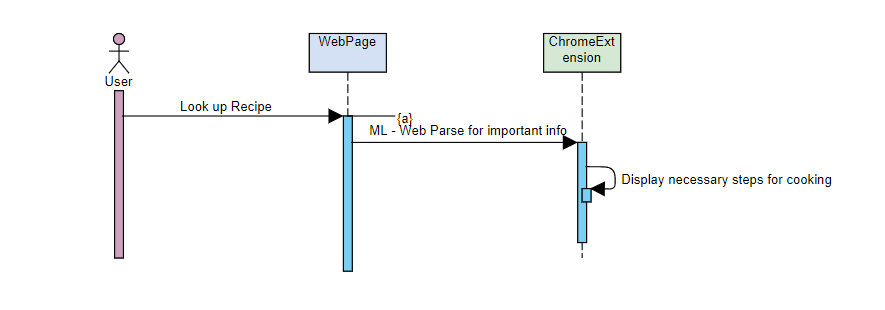 WebPage
ChromeExt
ension
User
Look up Recipe
{a}
ML - Web Parse for important info
Display necessary steps for cooking